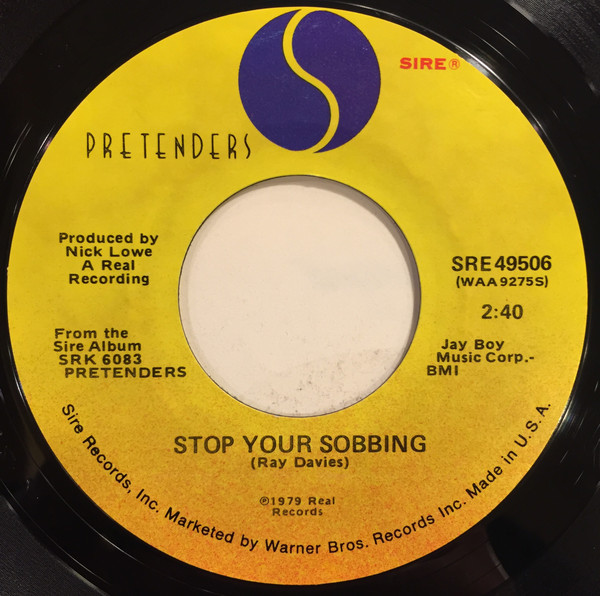 SIRE®
PRETENDERS
Produced by
Nick Lowe
A Real
Recording
SRE 49506
(WAA 9275S)
2:40
From the
Sire Album
SRK 6083
PRETENDERS
Jay Boy
Music Corp.-
BMI
STOP YOUR SOBBING
(Ray Davies)
℗1979 Real
Records
Sire Records, Inc. Marketed by Warner Bros. Records Inc. Made in U.S.A.